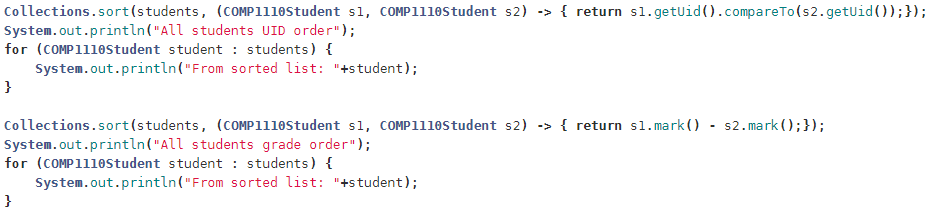 Collections.sort(students, (COMP1110Student s1, COMP1110Student s2) -> { return s1.getUid().compareTo(s2.getUid());});
System.out.println("All students UID order");
for (COMP1110Student student : students) {
    System.out.println("From sorted list: "+student);
}

Collections.sort(students, (COMP1110Student s1, COMP1110Student s2) -> { return s1.mark() - s2.mark();});
System.out.println("All students grade order");
for (COMP1110Student student : students) {
    System.out.println("From sorted list: "+student);
}